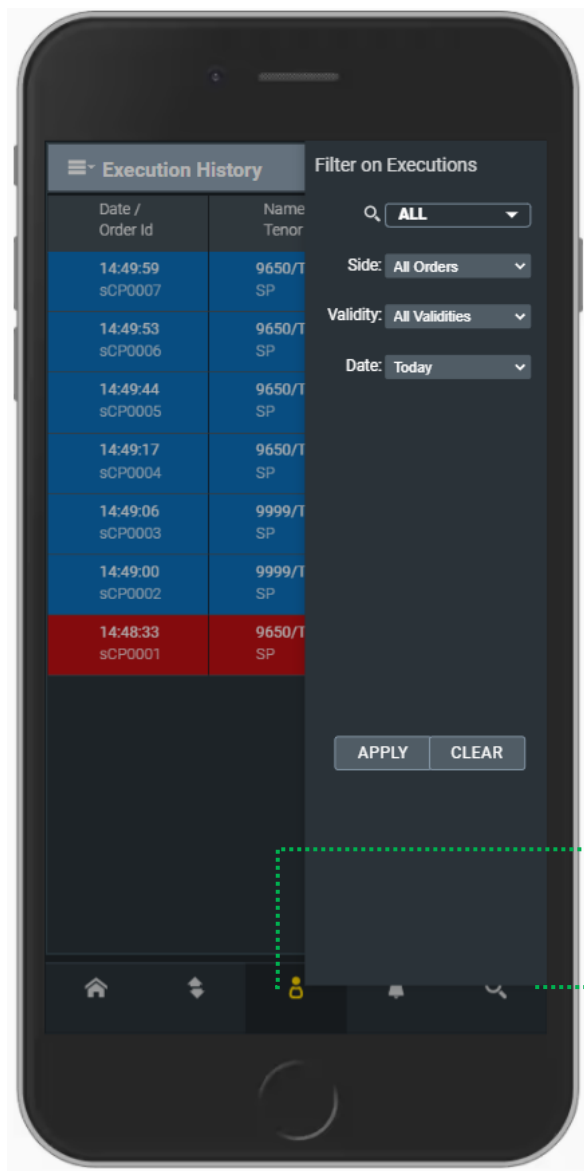 Execution History
Filter on Executions
Date /
Order Id
Name
Tenor
ALL
Side: All Orders
Validity: All Validities
Date: Today
14:49:59
sCP0007
9650/T
SP
14:49:53
sCP0006
9650/T
SP
14:49:44
sCP0005
9650/T
SP
14:49:17
sCP0004
9650/T
SP
14:49:06
sCP0003
9999/T
SP
14:49:00
sCP0002
9999/T
SP
14:48:33
sCP0001
9650/T
SP
APPLY
CLEAR